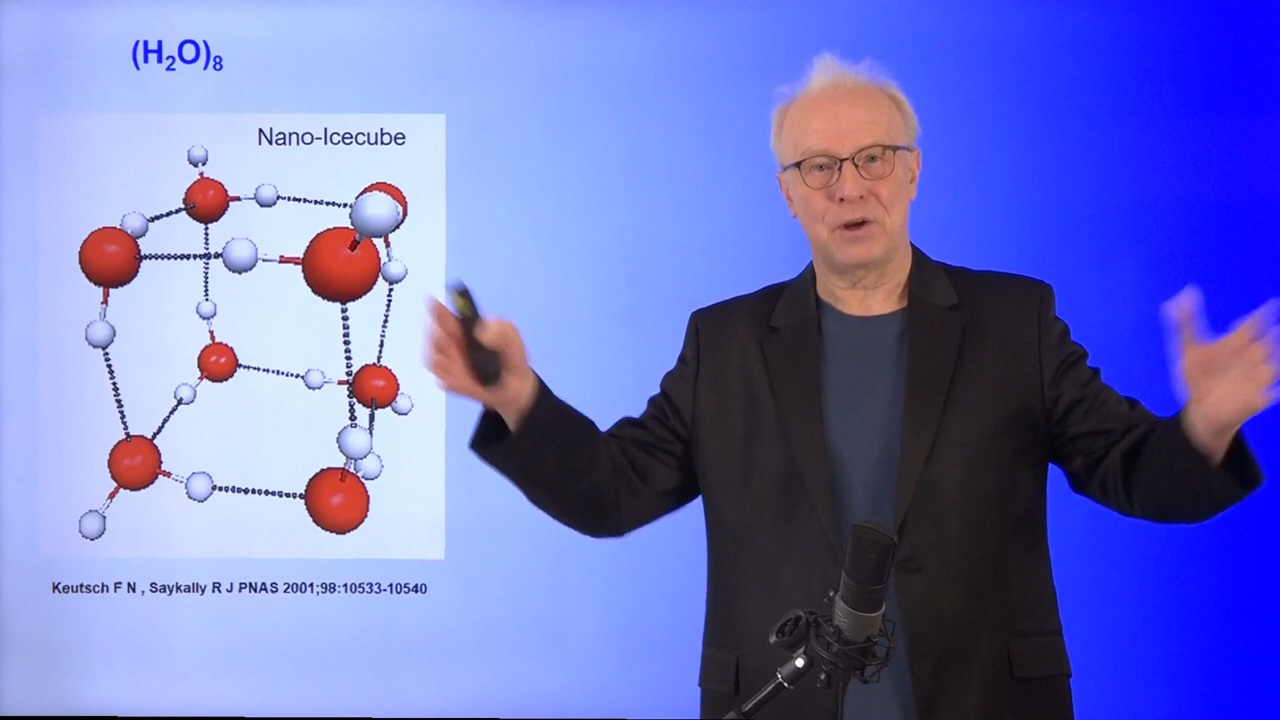 (H₂O)₈
Nano-Icecube
Keutsch F N , Saykally R J PNAS 2001;98:10533-10540